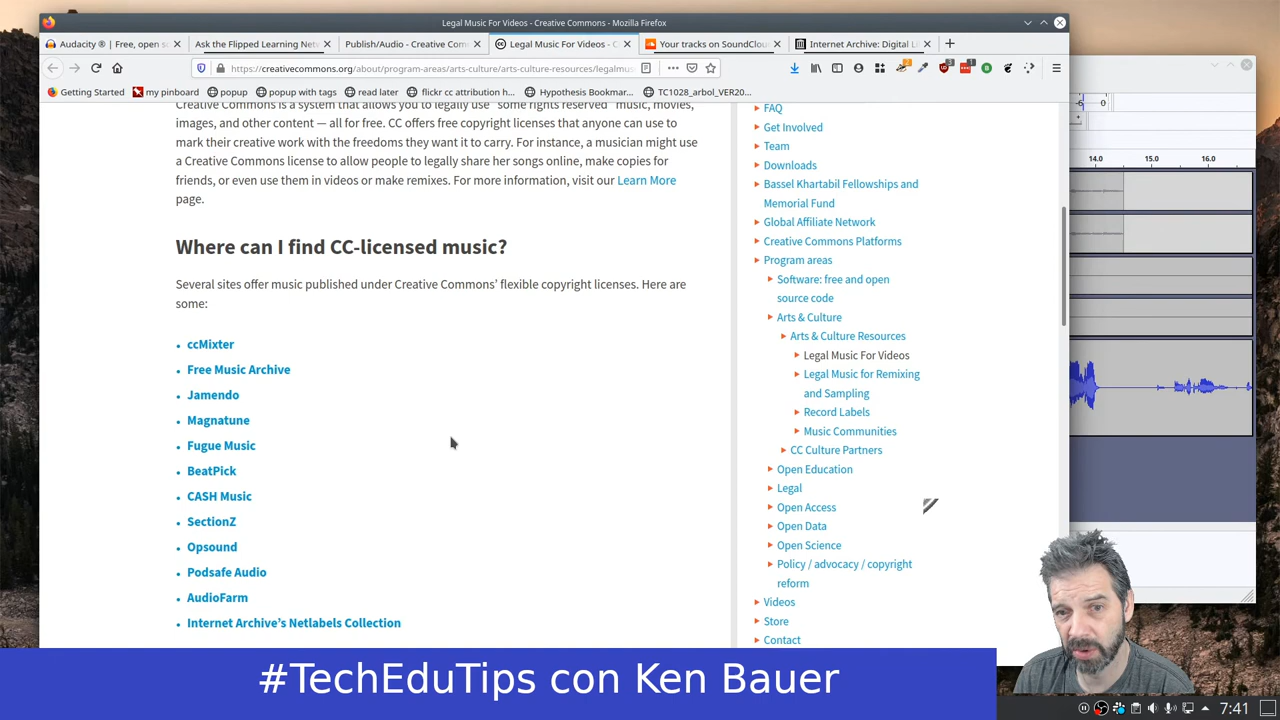 Legal Music For Videos - Creative Commons - Mozilla Firefox
Audacity ® | Free, open s
Ask the Flipped Learning Netw
Publish/Audio - Creative Com
Legal Music For Videos - C
Your tracks on SoundClou
Internet Archive: Digital Li
https://creativecommons.org/about/program-areas/arts-culture/arts-culture-resources/legalmus
Getting Started
my pinboard
popup
popup with tags
read later
flickr cc attribution h...
Hypothesis Bookmar...
TC1028_arbol_VER20...
Creative Commons is a system that allows you to legally use "some rights reserved" music, movies,
images, and other content — all for free. CC offers free copyright licenses that anyone can use to
mark their creative work with the freedoms they want it to carry. For instance, a musician might use
a Creative Commons license to allow people to legally share her songs online, make copies for
friends, or even use them in videos or make remixes. For more information, visit our Learn More
page.
Where can I find CC-licensed music?
Several sites offer music published under Creative Commons’ flexible copyright licenses. Here are
some:
ccMixter
Free Music Archive
Jamendo
Magnatune
Fugue Music
BeatPick
CASH Music
SectionZ
Opsound
Podsafe Audio
AudioFarm
Internet Archive’s Netlabels Collection
FAQ
Get Involved
Team
Downloads
Bassel Khartabil Fellowships and
Memorial Fund
Global Affiliate Network
Creative Commons Platforms
Program areas
Software: free and open
source code
Arts & Culture
Arts & Culture Resources
Legal Music For Videos
Legal Music for Remixing
and Sampling
Record Labels
Music Communities
CC Culture Partners
Open Education
Legal
Open Access
Open Data
Open Science
Policy / advocacy / copyright
reform
Videos
Store
Contact
-6 0
14.0 15.0 16.0
#TechEduTips con Ken Bauer
7:41